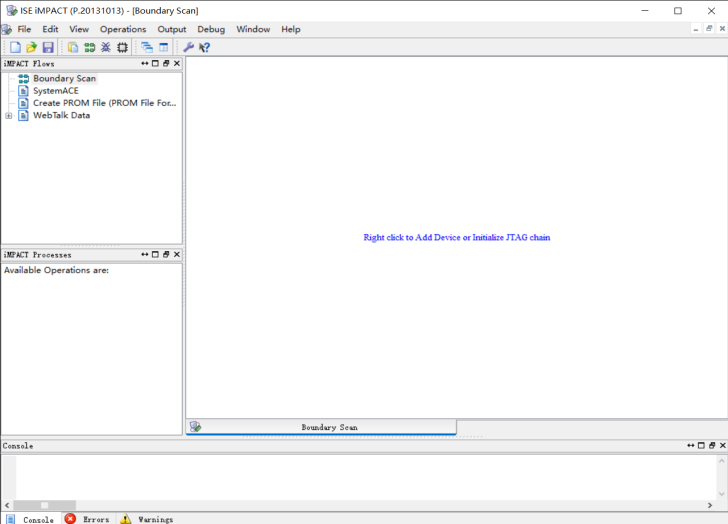 ISE iMPACT (P.20131013) - [Boundary Scan]
File Edit View Operations Output Debug Window Help
iMPACT Flows
Boundary Scan
SystemACE
Create PROM File (PROM File For...
WebTalk Data
Right click to Add Device or Initialize JTAG chain
iMPACT Processes
Available Operations are:
Boundary Scan
Console
Console Errors Warnings